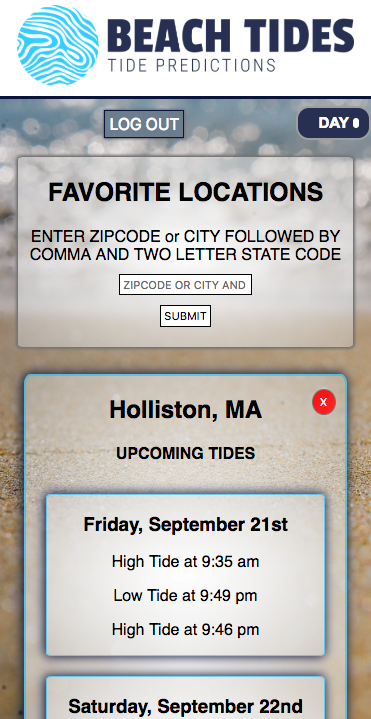 BEACH TIDES
TIDE PREDICTIONS
LOG OUT
DAY
FAVORITE LOCATIONS
ENTER ZIPCODE or CITY FOLLOWED BY
COMMA AND TWO LETTER STATE CODE
ZIPCODE OR CITY AND
SUBMIT
Holliston, MA
X
UPCOMING TIDES
Friday, September 21st
High Tide at 9:35 am
Low Tide at 9:49 pm
High Tide at 9:46 pm
Saturday, September 22nd